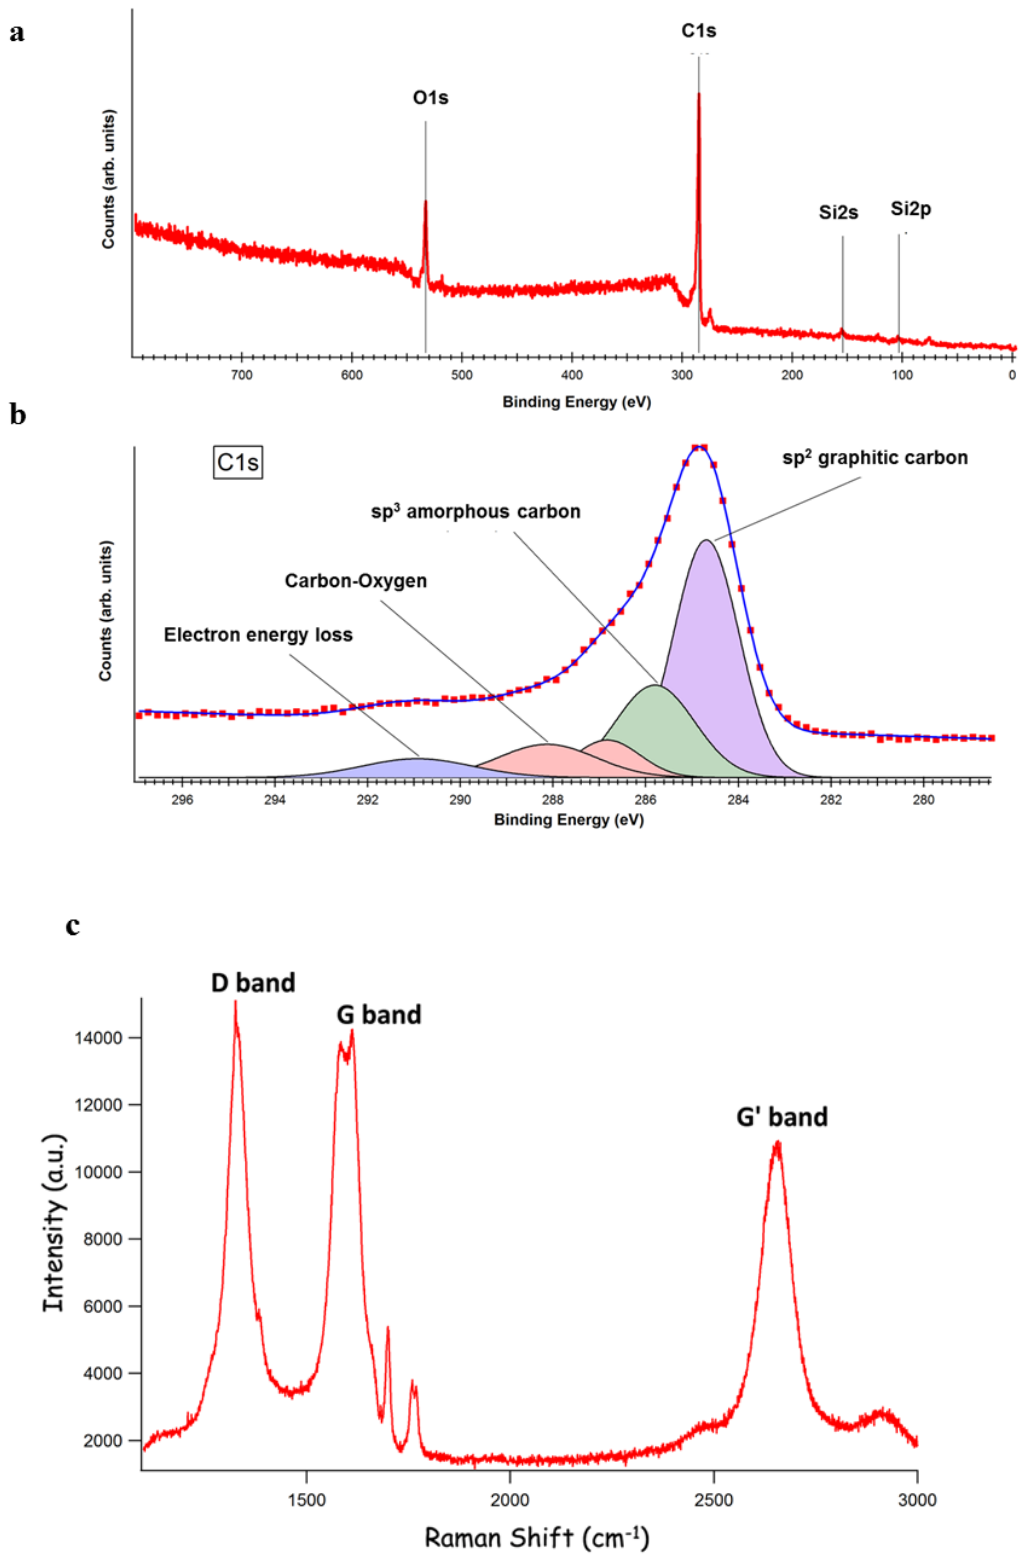 a
C1s
O1s
Si2s
Si2p
Counts (arb. units)
700 600 500 400 300 200 100 0
Binding Energy (eV)
b
C1s
sp² graphitic carbon
sp³ amorphous carbon
Carbon-Oxygen
Electron energy loss
Counts (arb. units)
296 294 292 290 288 286 284 282 280
Binding Energy (eV)
c
D band
G band
G' band
14000
12000
10000
8000
6000
4000
2000
Intensity (a.u.)
1500 2000 2500 3000
Raman Shift (cm⁻¹)